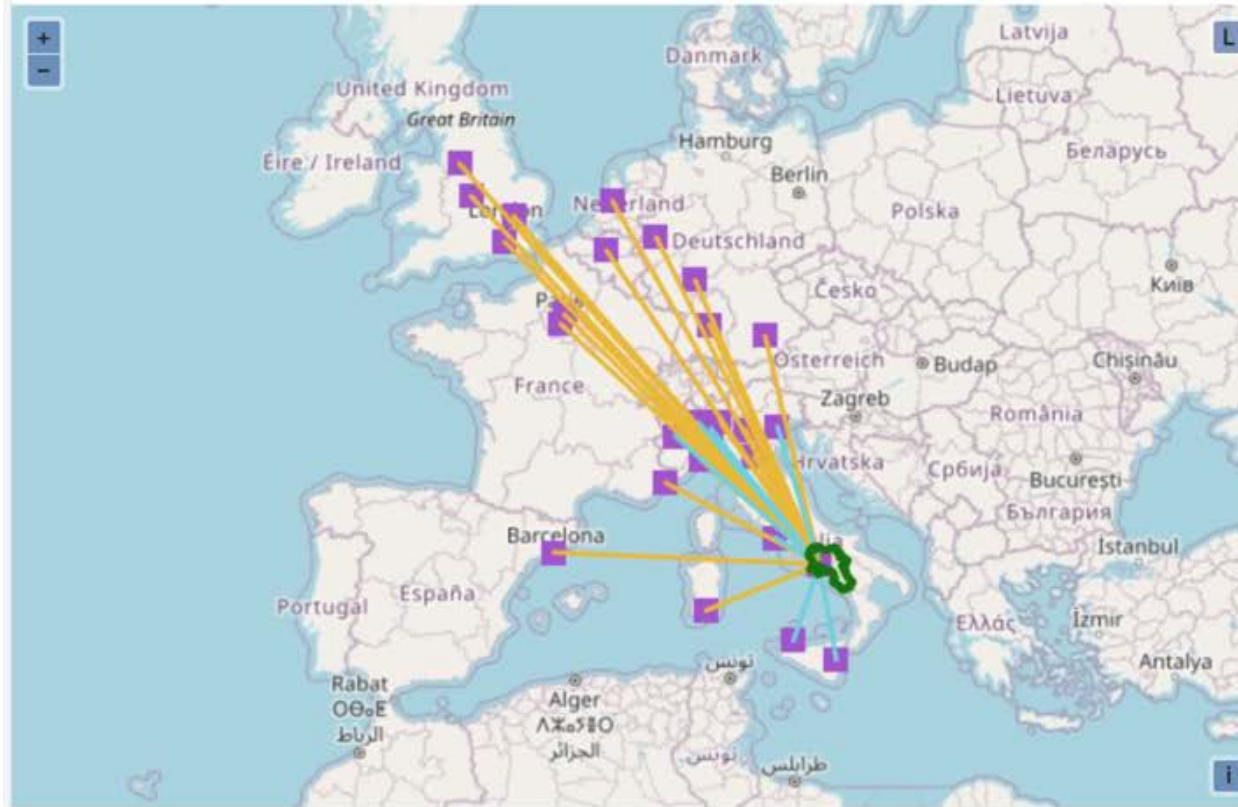 +
−
L
Latvija
Danmark
Lietuva
United Kingdom
Great Britain
Hamburg
Беларусь
Éire / Ireland
Berlin
Nederland
London
Polska
Deutschland
Česko
Київ
Paris
Österreich
Budap
Chișinău
France
Zagreb
România
Hrvatska
Србија
București
България
Barcelona
İstanbul
España
Portugal
Ελλάς
İzmir
Antalya
تونس
Rabat
ⵔⴱⴰⵟ
الرباط
Alger
الجزائر
تونس
طرابلس
i